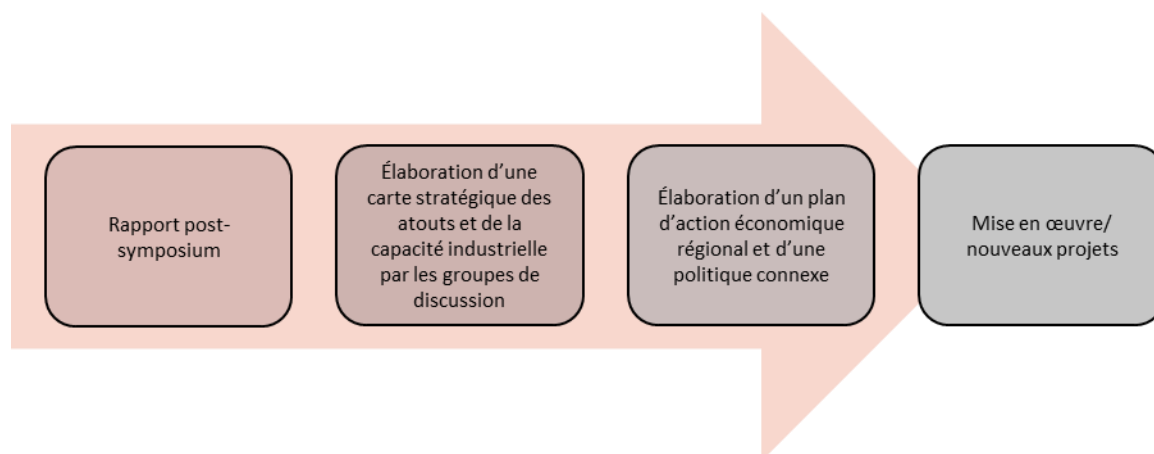 Rapport post-
symposium
Élaboration d’une
carte stratégique des
atouts et de la
capacité industrielle
par les groupes de
discussion
Élaboration d’un plan
d’action économique
régional et d’une
politique connexe
Mise en œuvre/
nouveaux projets